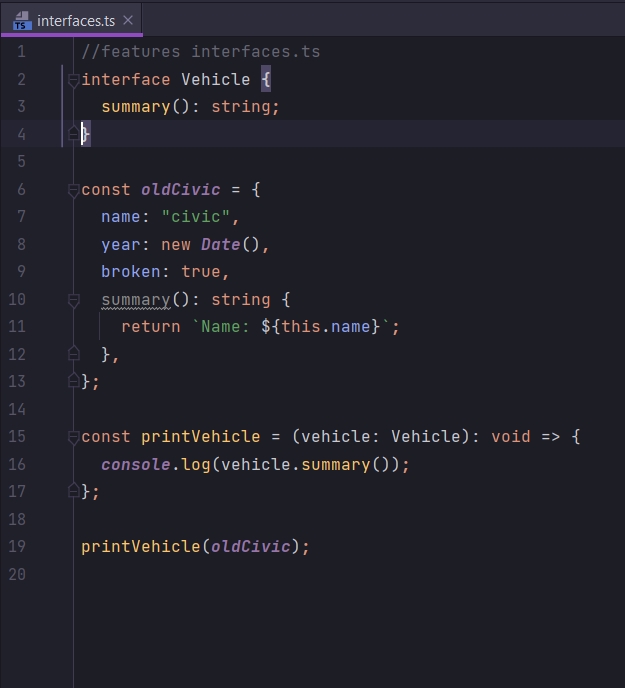 interfaces.ts
TS
1 //features interfaces.ts
2 interface Vehicle {
3   summary(): string;
4 }
5
6 const oldCivic = {
7   name: "civic",
8   year: new Date(),
9   broken: true,
10   summary(): string {
11     return `Name: ${this.name}`;
12   },
13 };
14
15 const printVehicle = (vehicle: Vehicle): void => {
16   console.log(vehicle.summary());
17 };
18
19 printVehicle(oldCivic);
20